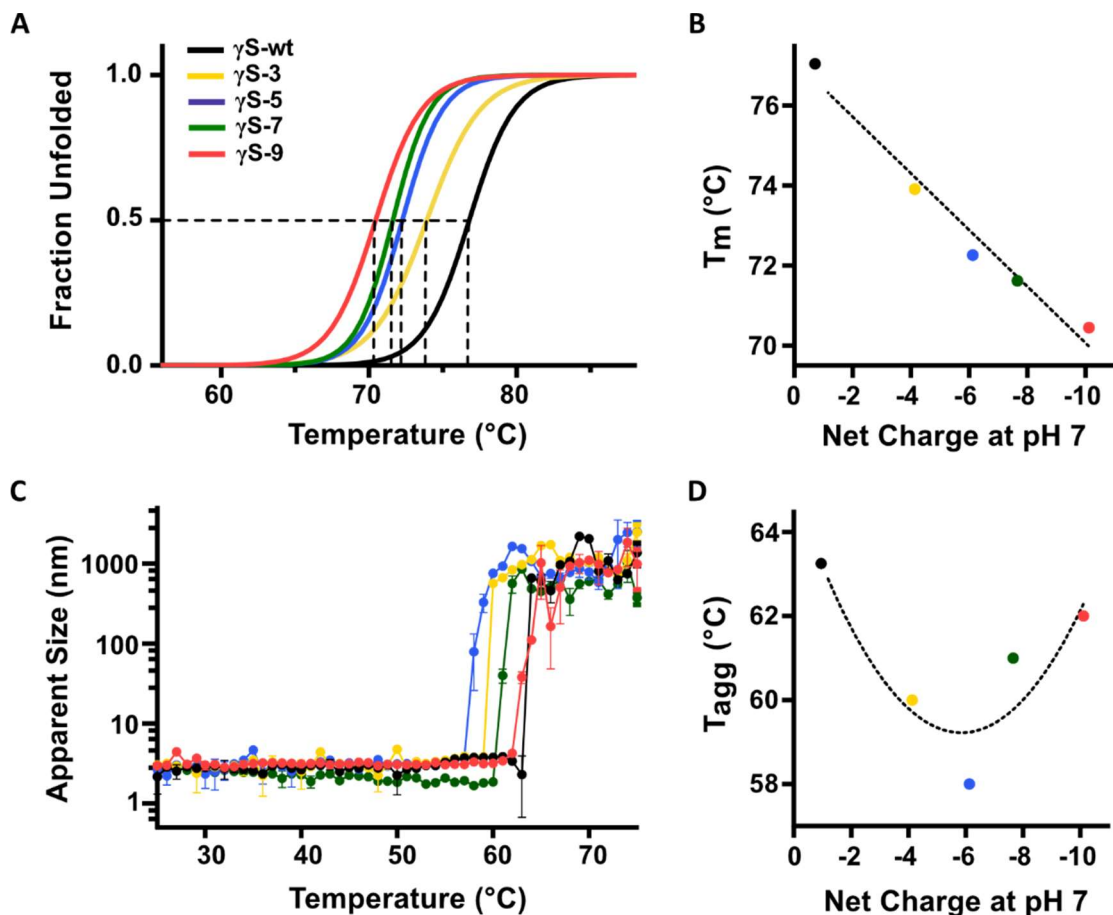 A
γS-wt
γS-3
γS-5
γS-7
γS-9
1.0
0.5
0.0
Fraction Unfolded
60
70
80
Temperature (°C)
B
76
74
72
70
Tm (°C)
0
-2
-4
-6
-8
-10
Net Charge at pH 7
C
1000
100
10
1
Apparent Size (nm)
30
40
50
60
70
Temperature (°C)
D
64
62
60
58
Tagg (°C)
0
-2
-4
-6
-8
-10
Net Charge at pH 7